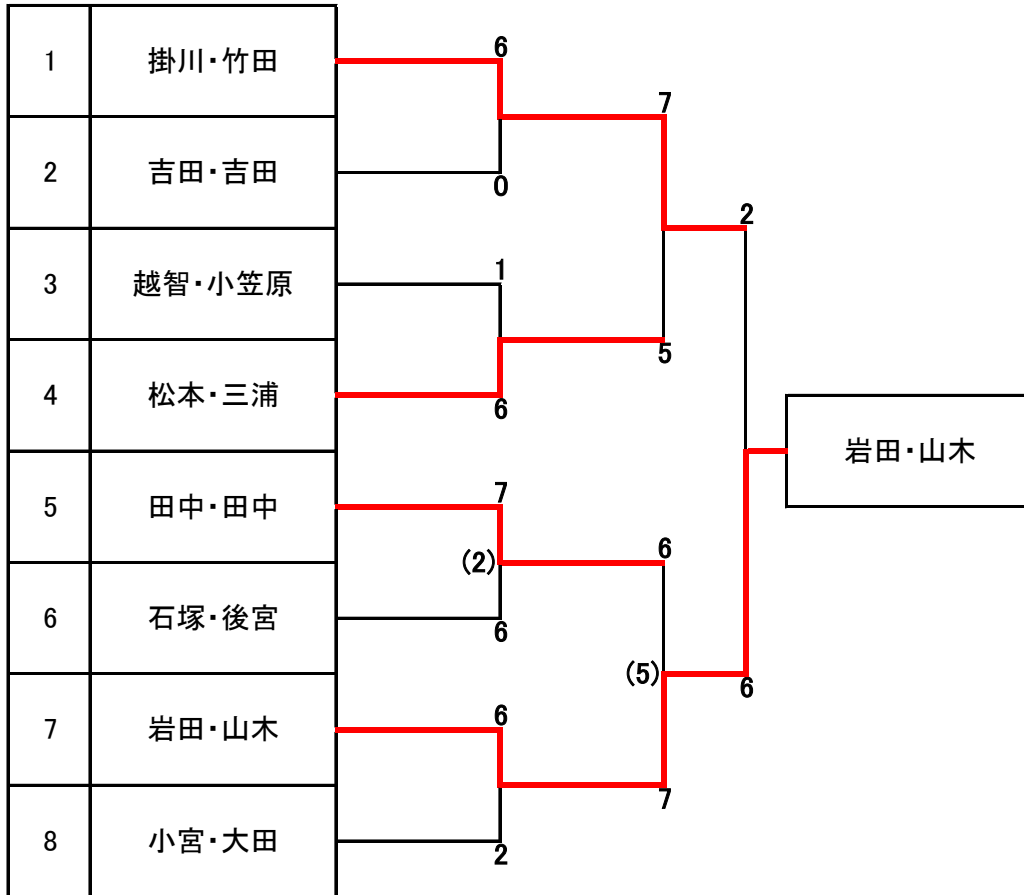 1 掛川・竹田
2 吉田・吉田
3 越智・小笠原
4 松本・三浦
5 田中・田中
6 石塚・後宮
7 岩田・山木
8 小宮・大田
6
0
1
6
7
(2)
6
6
2
7
5
6
(5)
7
2
6
岩田・山木